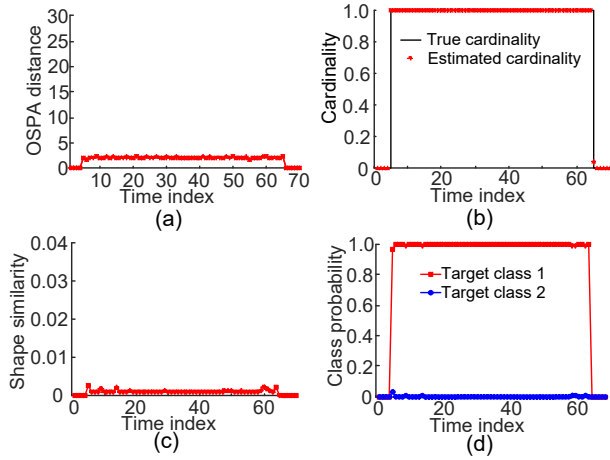 OSPA distance
30
25
20
15
10
5
0
10 20 30 40 50 60 70
Time index
(a)
Cardinality
1.0
0.8
0.6
0.4
0.2
0
True cardinality
Estimated cardinality
0 20 40 60
Time index
(b)
Shape similarity
0.04
0.03
0.02
0.01
0
0 20 40 60
Time index
(c)
Class probability
1.0
0.8
0.6
0.4
0.2
0
Target class 1
Target class 2
0 20 40 60
Time index
(d)